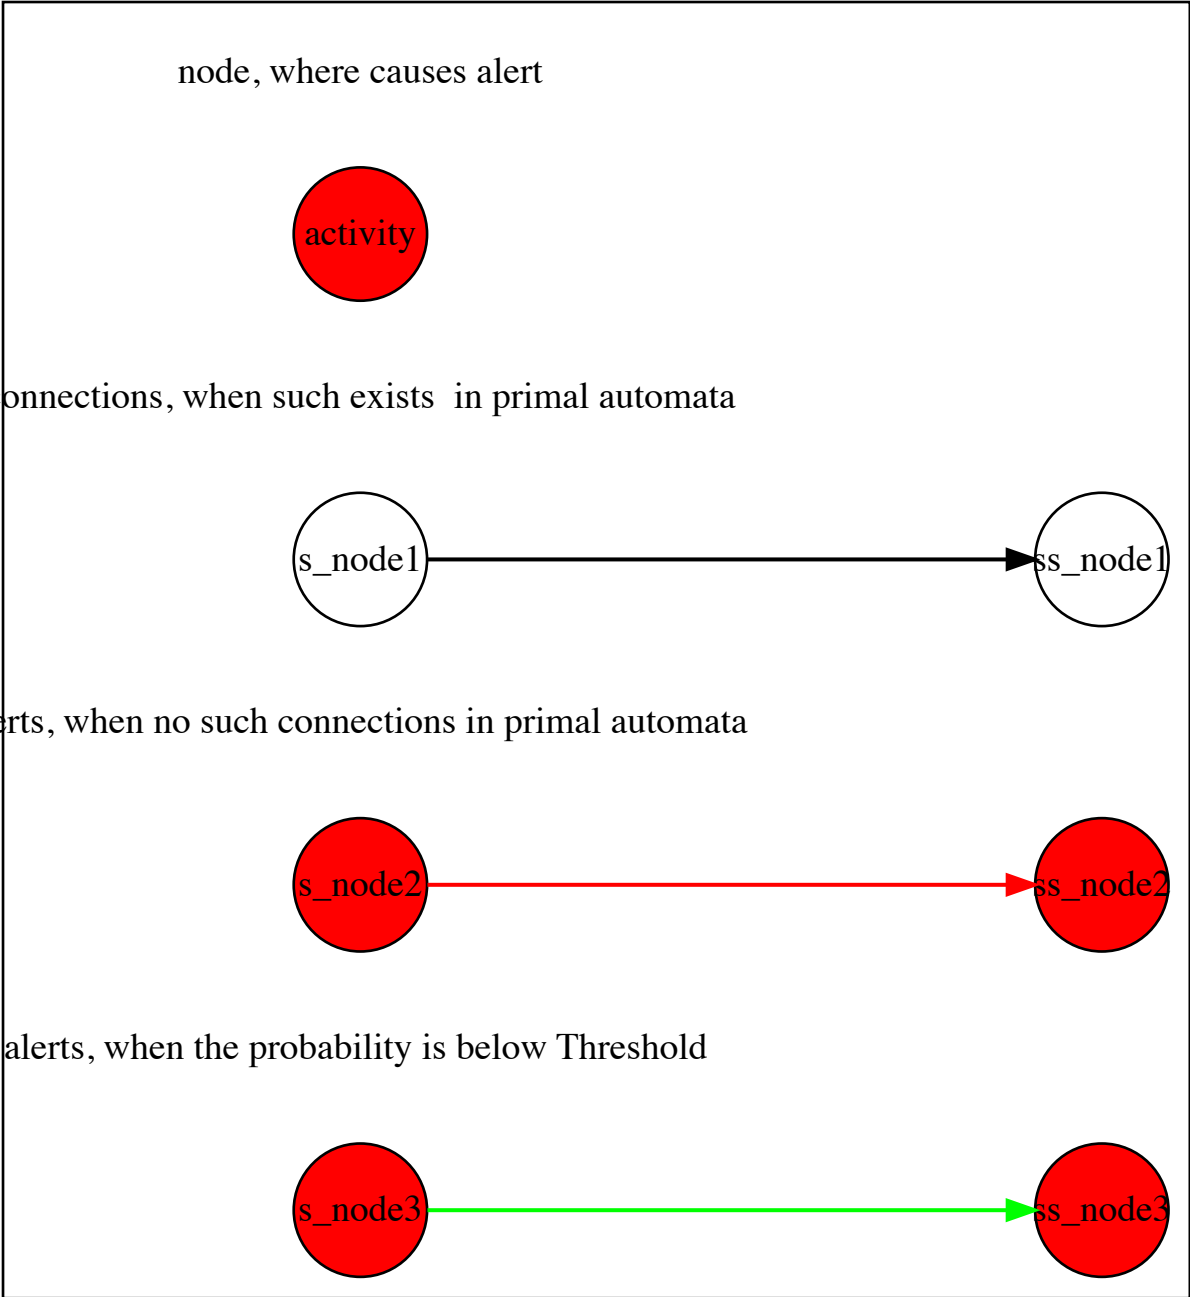 node, where causes alert
activity
onnections, when such exists  in primal automata
s_node1
ss_node1
erts, when no such connections in primal automata
s_node2
ss_node2
alerts, when the probability is below Threshold
s_node3
ss_node3